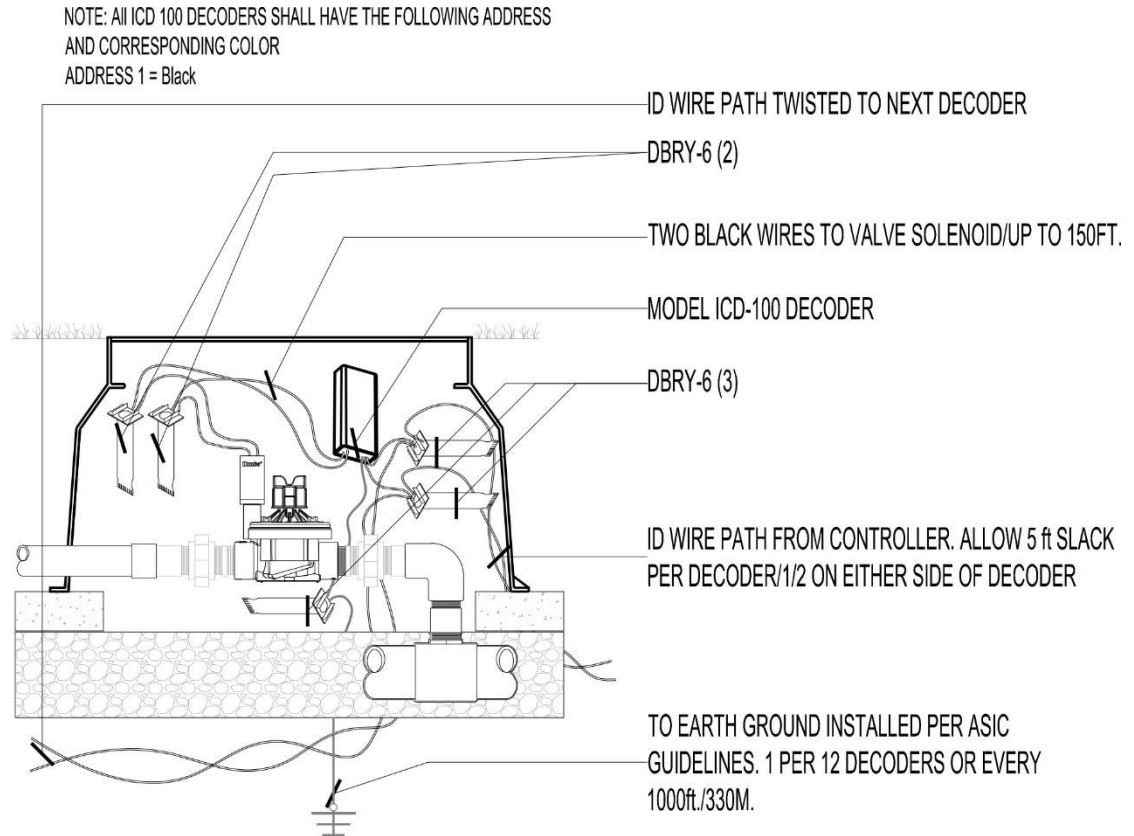 NOTE: All ICD 100 DECODERS SHALL HAVE THE FOLLOWING ADDRESS
AND CORRESPONDING COLOR
ADDRESS 1 = Black
ID WIRE PATH TWISTED TO NEXT DECODER
DBRY-6 (2)
TWO BLACK WIRES TO VALVE SOLENOID/UP TO 150FT.
MODEL ICD-100 DECODER
DBRY-6 (3)
ID WIRE PATH FROM CONTROLLER. ALLOW 5 ft SLACK
PER DECODER/1/2 ON EITHER SIDE OF DECODER
TO EARTH GROUND INSTALLED PER ASIC
GUIDELINES. 1 PER 12 DECODERS OR EVERY
1000ft./330M.